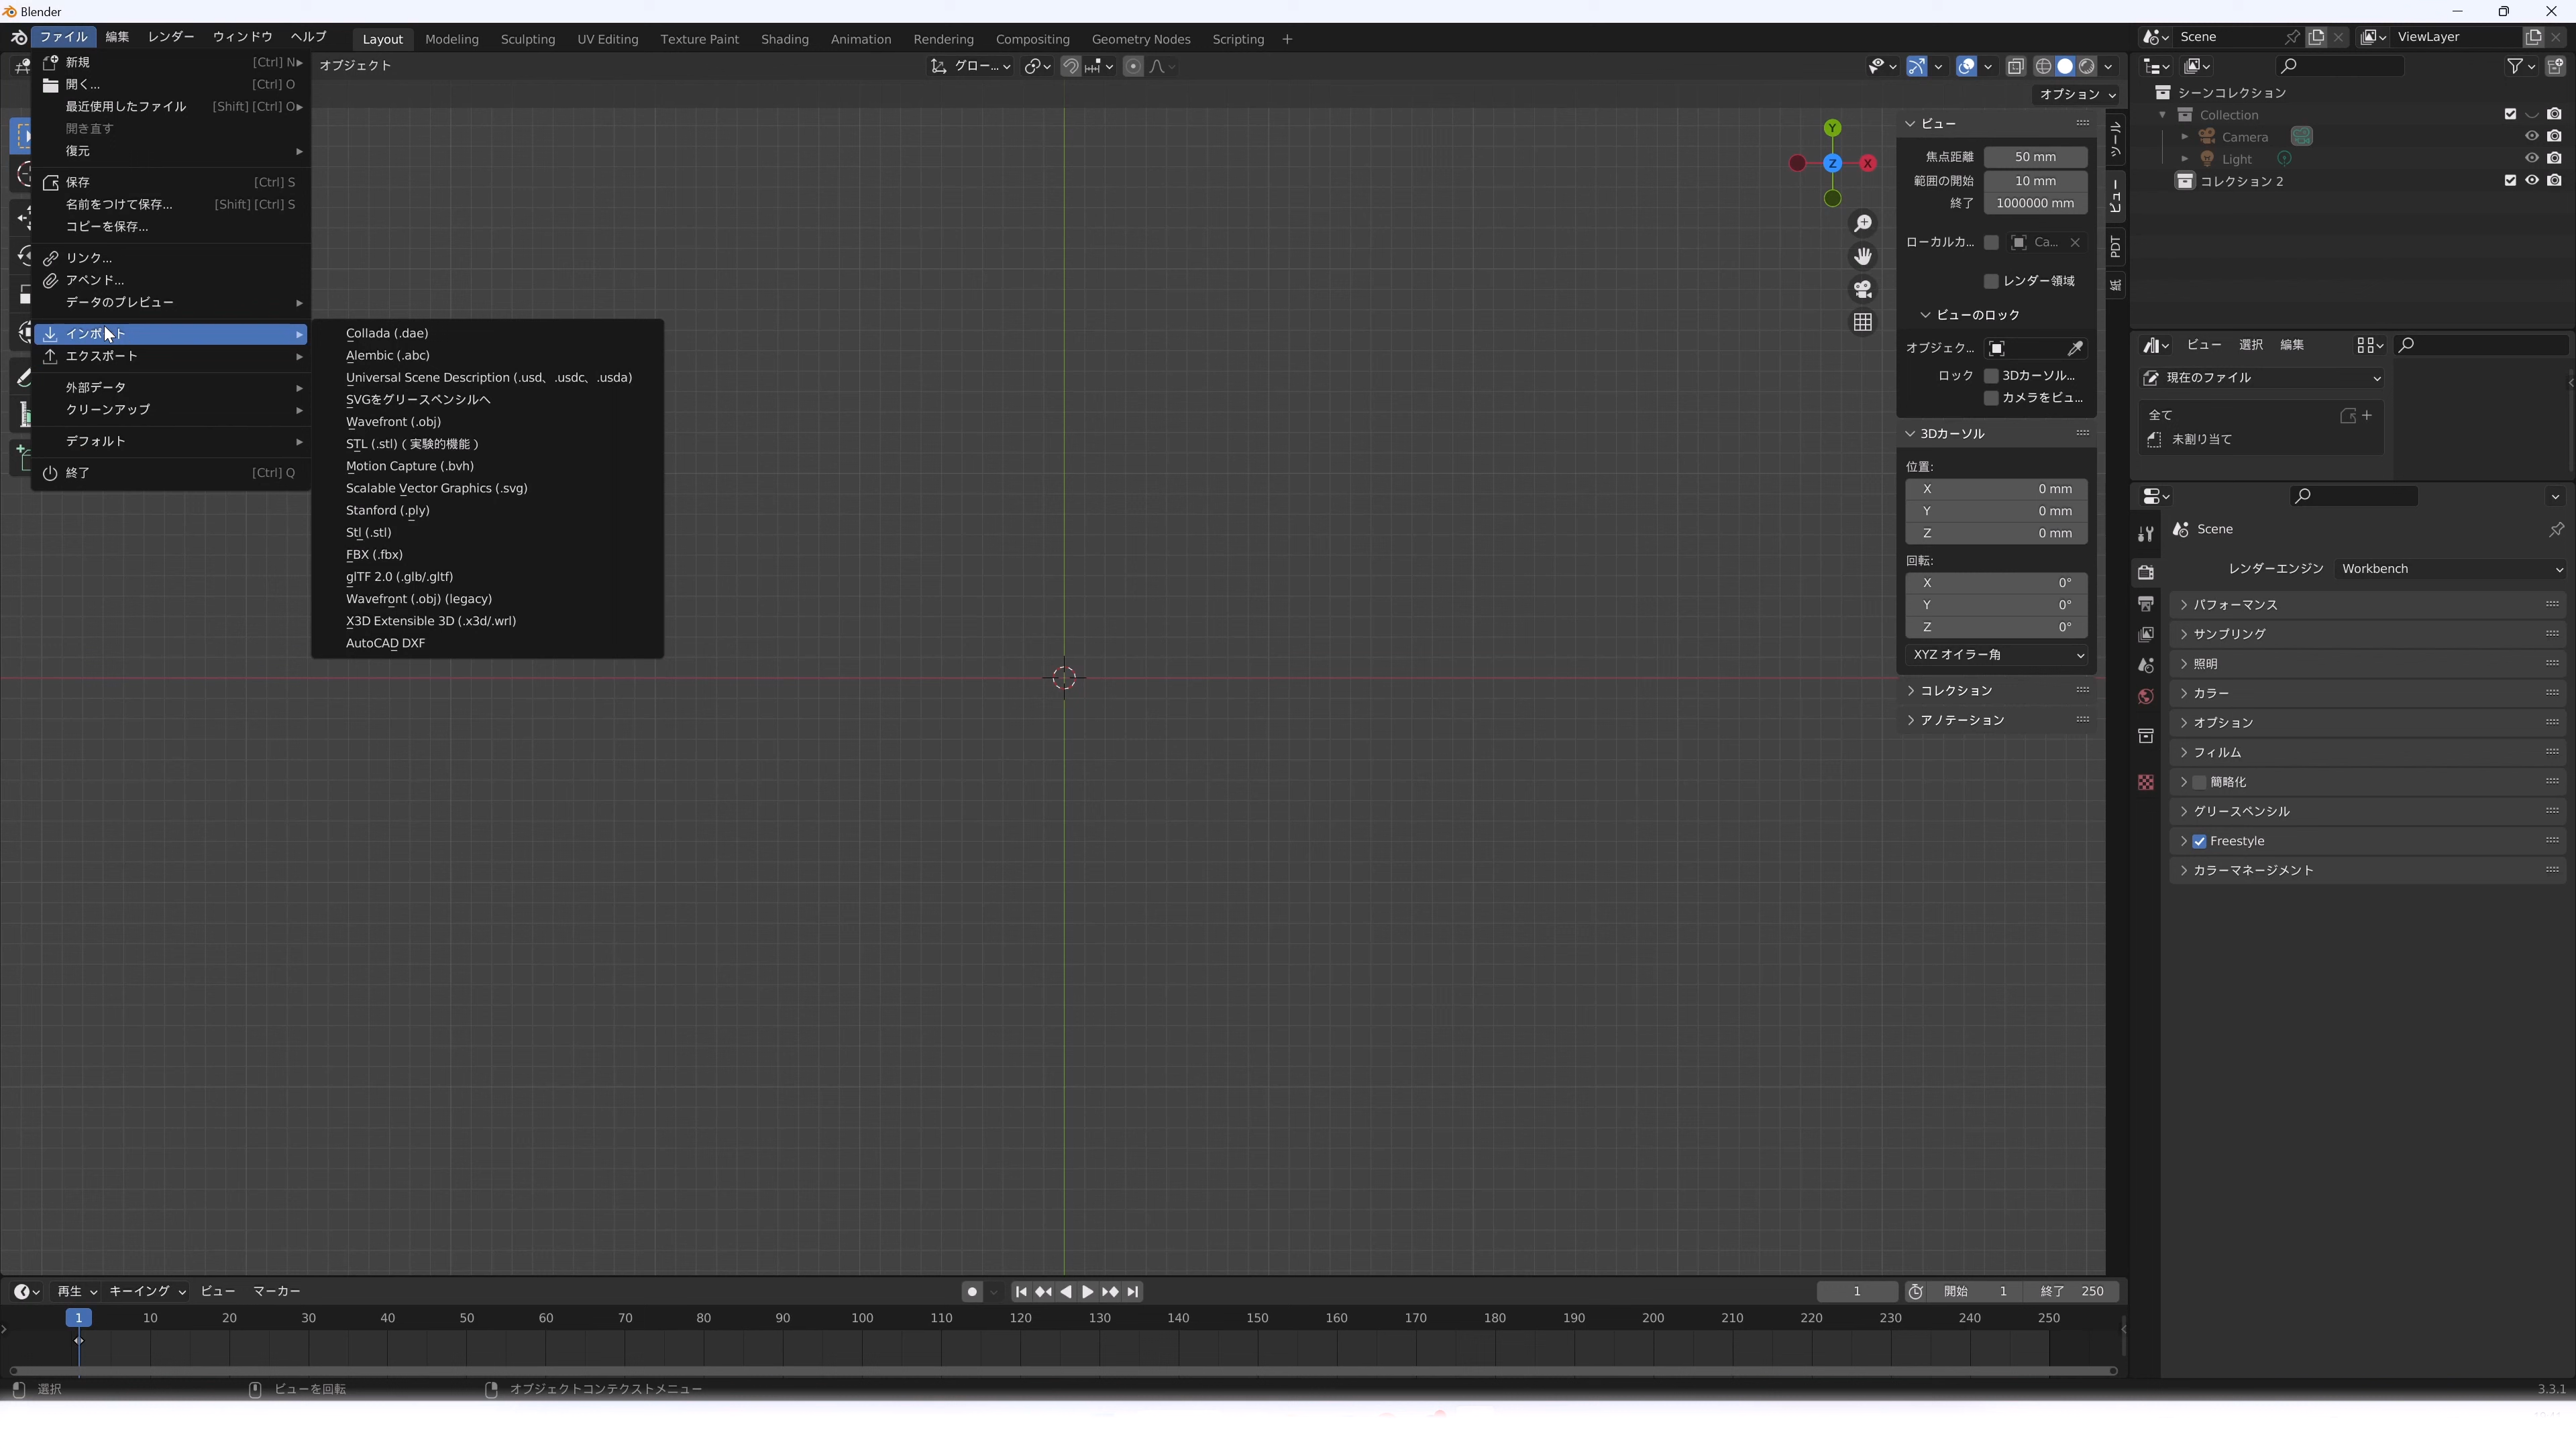 Blender
ファイル 編集 レンダー ウィンドウ ヘルプ Layout Modeling Sculpting UV Editing Texture Paint Shading Animation Rendering Compositing Geometry Nodes Scripting + Scene ViewLayer
新規 [Ctrl] N
開く... [Ctrl] O
最近使用したファイル [Shift] [Ctrl] O
開き直す
復元
保存 [Ctrl] S
名前をつけて保存... [Shift] [Ctrl] S
コピーを保存...
リンク...
アペンド...
データのプレビュー
インポート
エクスポート
外部データ
クリーンアップ
デフォルト
終了 [Ctrl] Q
Collada (.dae)
Alembic (.abc)
Universal Scene Description (.usd、.usdc、.usda)
SVGをグリースペンシルへ
Wavefront (.obj)
STL (.stl) ( 実験的機能 )
Motion Capture (.bvh)
Scalable Vector Graphics (.svg)
Stanford (.ply)
Stl (.stl)
FBX (.fbx)
glTF 2.0 (.glb/.gltf)
Wavefront (.obj) (legacy)
X3D Extensible 3D (.x3d/.wrl)
AutoCAD DXF
オブジェクト
グロー...
オプション
Y
Z X
ビュー
焦点距離 50 mm
範囲の開始 10 mm
終了 1000000 mm
ローカルカ... Ca...
レンダー領域
ビューのロック
オブジェク...
ロック 3Dカーソル...
カメラをビュ...
3Dカーソル
位置:
X 0 mm
Y 0 mm
Z 0 mm
回転:
X 0°
Y 0°
Z 0°
XYZ オイラー角
コレクション
アノテーション
ツール
ビュー
PDT
紙
シーンコレクション
Collection
Camera
Light
コレクション 2
ビュー 選択 編集
現在のファイル
全て
未割り当て
Scene
レンダーエンジン Workbench
パフォーマンス
サンプリング
照明
カラー
オプション
フィルム
簡略化
グリースペンシル
Freestyle
カラーマネージメント
再生 キーイング ビュー マーカー 1 開始 1 終了 250
1 10 20 30 40 50 60 70 80 90 100 110 120 130 140 150 160 170 180 190 200 210 220 230 240 250
選択 ビューを回転 オブジェクトコンテクストメニュー 3.3.1